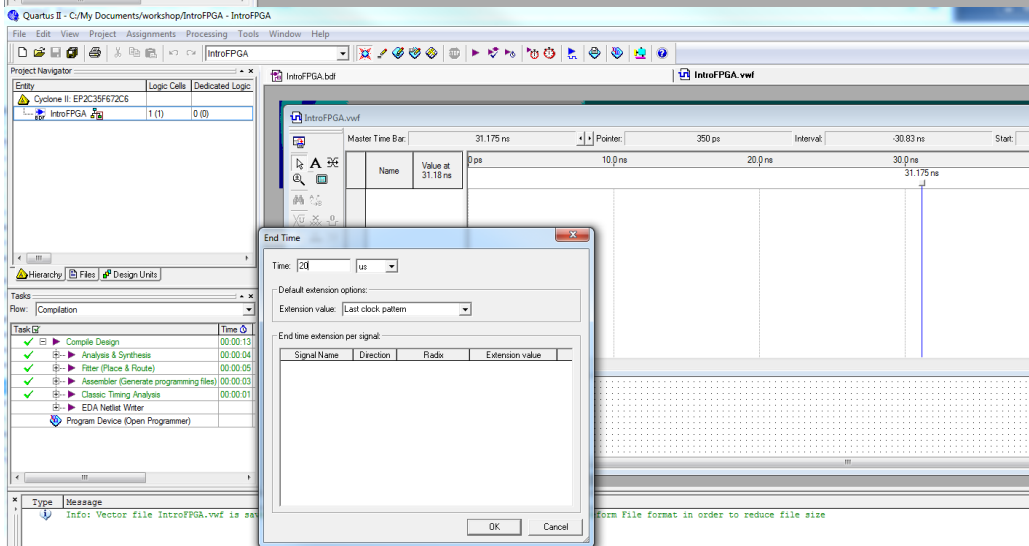 Quartus II - C:/My Documents/workshop/IntroFPGA - IntroFPGA
File Edit View Project Assignments Processing Tools Window Help
IntroFPGA
Project Navigator
Entity Logic Cells Dedicated Logic
Cyclone II: EP2C35F672C6
IntroFPGA 1 (1) 0 (0)
Hierarchy Files Design Units
Tasks
Flow: Compilation
Task Time
Compile Design 00:00:13
Analysis & Synthesis 00:00:04
Fitter (Place & Route) 00:00:05
Assembler (Generate programming files) 00:00:03
Classic Timing Analysis 00:00:01
EDA Netlist Writer
Program Device (Open Programmer)
IntroFPGA.bdf IntroFPGA.vwf
IntroFPGA.vwf
Master Time Bar: 31.175 ns Pointer: 350 ps Interval: -30.83 ns Start:
Name Value at 31.18 ns
0 ps 10.0 ns 20.0 ns 30.0 ns
31.175 ns
End Time
Time: 20 us
Default extension options:
Extension value: Last clock pattern
End time extension per signal:
Signal Name Direction Radix Extension value
OK Cancel
Type Message
Info: Vector file IntroFPGA.vwf is sav
form File format in order to reduce file size